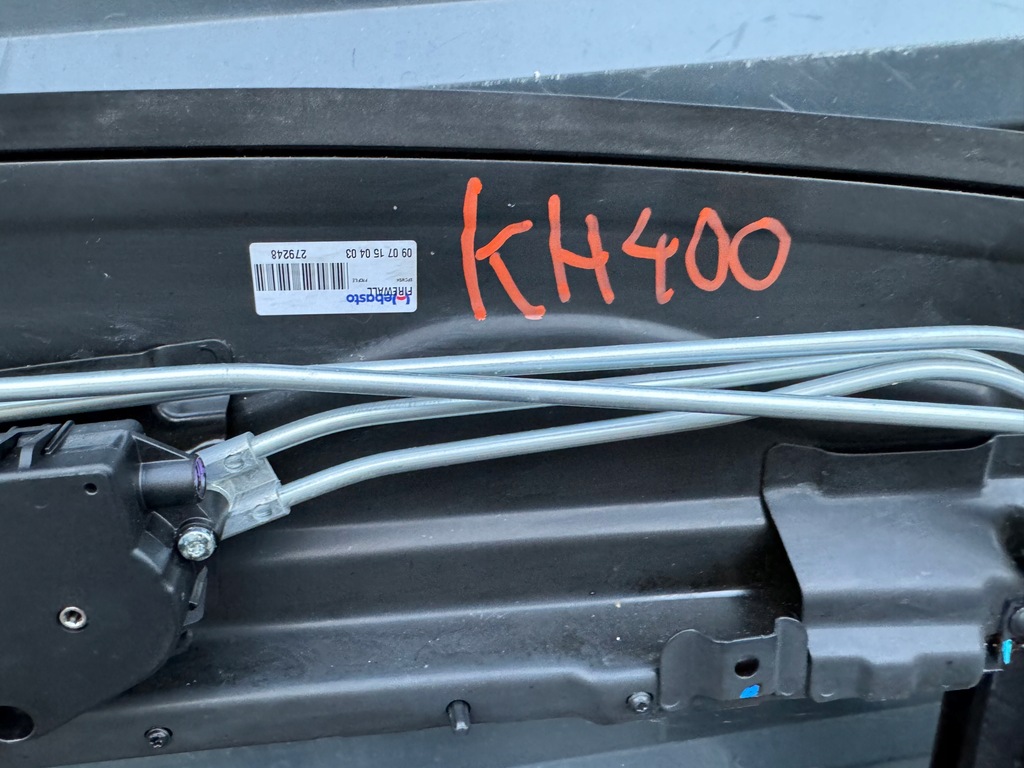 KH400
Webasto
FIREWALL
279248
09 07 15 04 03